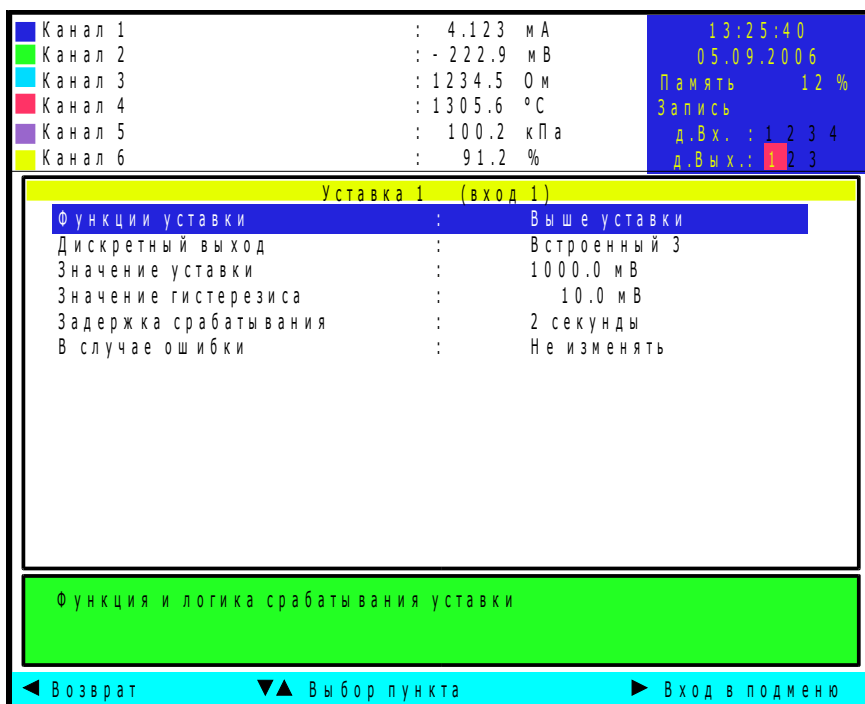 Канал 1 : 4.123 мА
Канал 2 : -222.9 мВ
Канал 3 : 1234.5 Ом
Канал 4 : 1305.6 °C
Канал 5 : 100.2 кПа
Канал 6 : 91.2 %
13:25:40
05.09.2006
Память 12 %
Запись
д.Вх. : 1 2 3 4
д.Вых.: 1 2 3
Уставка 1 (вход 1)
Функции уставки : Выше уставки
Дискретный выход : Встроенный 3
Значение уставки : 1000.0 мВ
Значение гистерезиса : 10.0 мВ
Задержка срабатывания : 2 секунды
В случае ошибки : Не изменять
Функция и логика срабатывания уставки
◄ Возврат ▼▲ Выбор пункта ► Вход в подменю